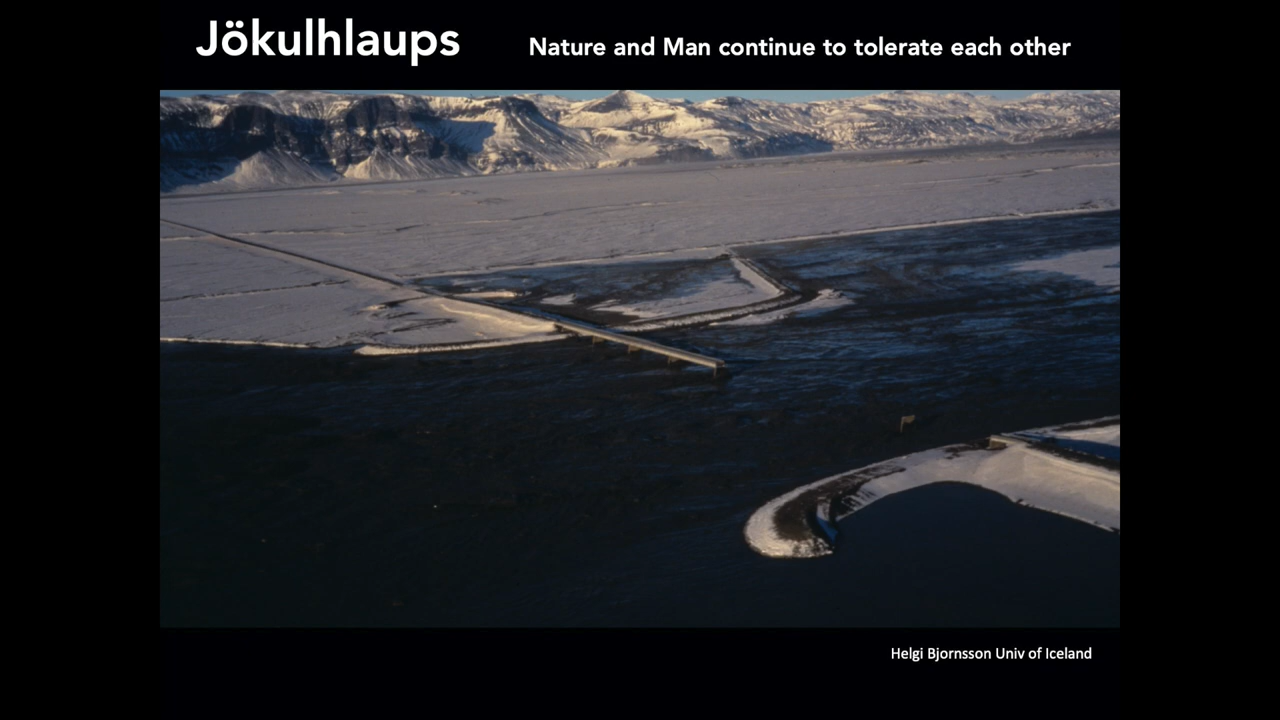 Jökulhlaups
Nature and Man continue to tolerate each other
Helgi Bjornsson Univ of Iceland